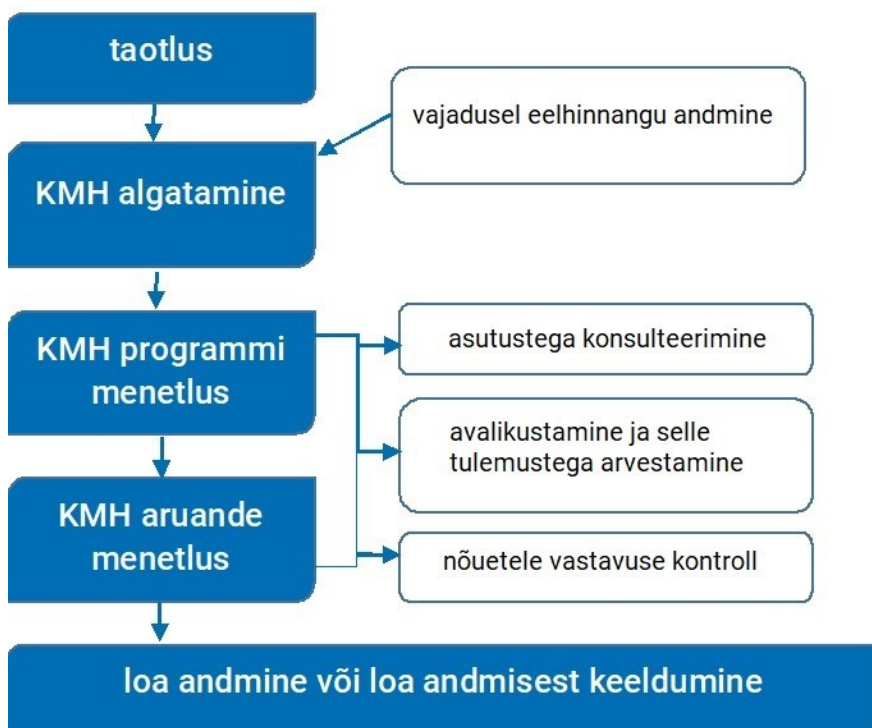 taotlus
vajadusel eelhinnangu andmine
KMH algatamine
KMH programmi
menetlus
asutustega konsulteerimine
avalikustamine ja selle
tulemustega arvestamine
KMH aruande
menetlus
nõuetele vastavuse kontroll
loa andmine või loa andmisest keeldumine